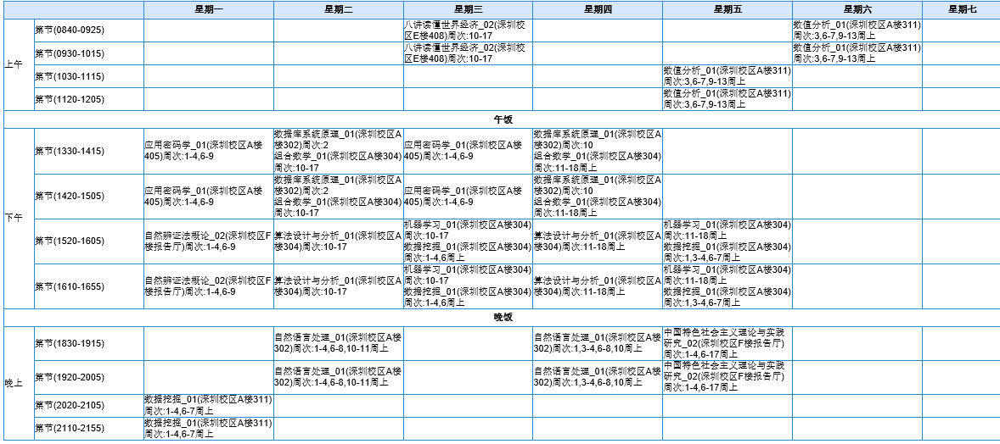 星期一 星期二 星期三 星期四 星期五 星期六 星期七
上午
第节(0840-0925)
八讲读懂世界经济_02(深圳校
区E楼408)周次:10-17
数值分析_01(深圳校区A楼311)
周次:3,6-7,9-13周上
第节(0930-1015)
八讲读懂世界经济_02(深圳校
区E楼408)周次:10-17
数值分析_01(深圳校区A楼311)
周次:3,6-7,9-13周上
第节(1030-1115)
数值分析_01(深圳校区A楼311)
周次:3,6-7,9-13周上
第节(1120-1205)
数值分析_01(深圳校区A楼311)
周次:3,6-7,9-13周上
午饭
下午
第节(1330-1415)
应用密码学_01(深圳校区A楼
405)周次:1-4,6-9
数据库系统原理_01(深圳校区A
楼302)周次:2
组合数学_01(深圳校区A楼304)
周次:10-17
应用密码学_01(深圳校区A楼
405)周次:1-4,6-9
数据库系统原理_01(深圳校区A
楼302)周次:10
组合数学_01(深圳校区A楼304)
周次:11-18周上
第节(1420-1505)
应用密码学_01(深圳校区A楼
405)周次:1-4,6-9
数据库系统原理_01(深圳校区A
楼302)周次:2
组合数学_01(深圳校区A楼304)
周次:10-17
应用密码学_01(深圳校区A楼
405)周次:1-4,6-9
数据库系统原理_01(深圳校区A
楼302)周次:10
组合数学_01(深圳校区A楼304)
周次:11-18周上
第节(1520-1605)
自然辨证法概论_02(深圳校区F
楼报告厅)周次:1-4,6-9
算法设计与分析_01(深圳校区A
楼304)周次:10-17
机器学习_01(深圳校区A楼304)
周次:10-17
数据挖掘_01(深圳校区A楼304)
周次:1-4,6周上
算法设计与分析_01(深圳校区A
楼304)周次:11-18周上
机器学习_01(深圳校区A楼304)
周次:11-18周上
数据挖掘_01(深圳校区A楼304)
周次:1,3-4,6-7周上
第节(1610-1655)
自然辨证法概论_02(深圳校区F
楼报告厅)周次:1-4,6-9
算法设计与分析_01(深圳校区A
楼304)周次:10-17
机器学习_01(深圳校区A楼304)
周次:10-17
数据挖掘_01(深圳校区A楼304)
周次:1-4,6周上
算法设计与分析_01(深圳校区A
楼304)周次:11-18周上
机器学习_01(深圳校区A楼304)
周次:11-18周上
数据挖掘_01(深圳校区A楼304)
周次:1,3-4,6-7周上
晚饭
晚上
第节(1830-1915)
自然语言处理_01(深圳校区A楼
302)周次:1-4,6-8,10-11周上
自然语言处理_01(深圳校区A楼
302)周次:1,3-4,6-8,10周上
中国特色社会主义理论与实践
研究_02(深圳校区F楼报告厅)
周次:1-4,6-17周上
第节(1920-2005)
自然语言处理_01(深圳校区A楼
302)周次:1-4,6-8,10-11周上
自然语言处理_01(深圳校区A楼
302)周次:1,3-4,6-8,10周上
中国特色社会主义理论与实践
研究_02(深圳校区F楼报告厅)
周次:1-4,6-17周上
第节(2020-2105)
数据挖掘_01(深圳校区A楼311)
周次:1-4,6-7周上
第节(2110-2155)
数据挖掘_01(深圳校区A楼311)
周次:1-4,6-7周上